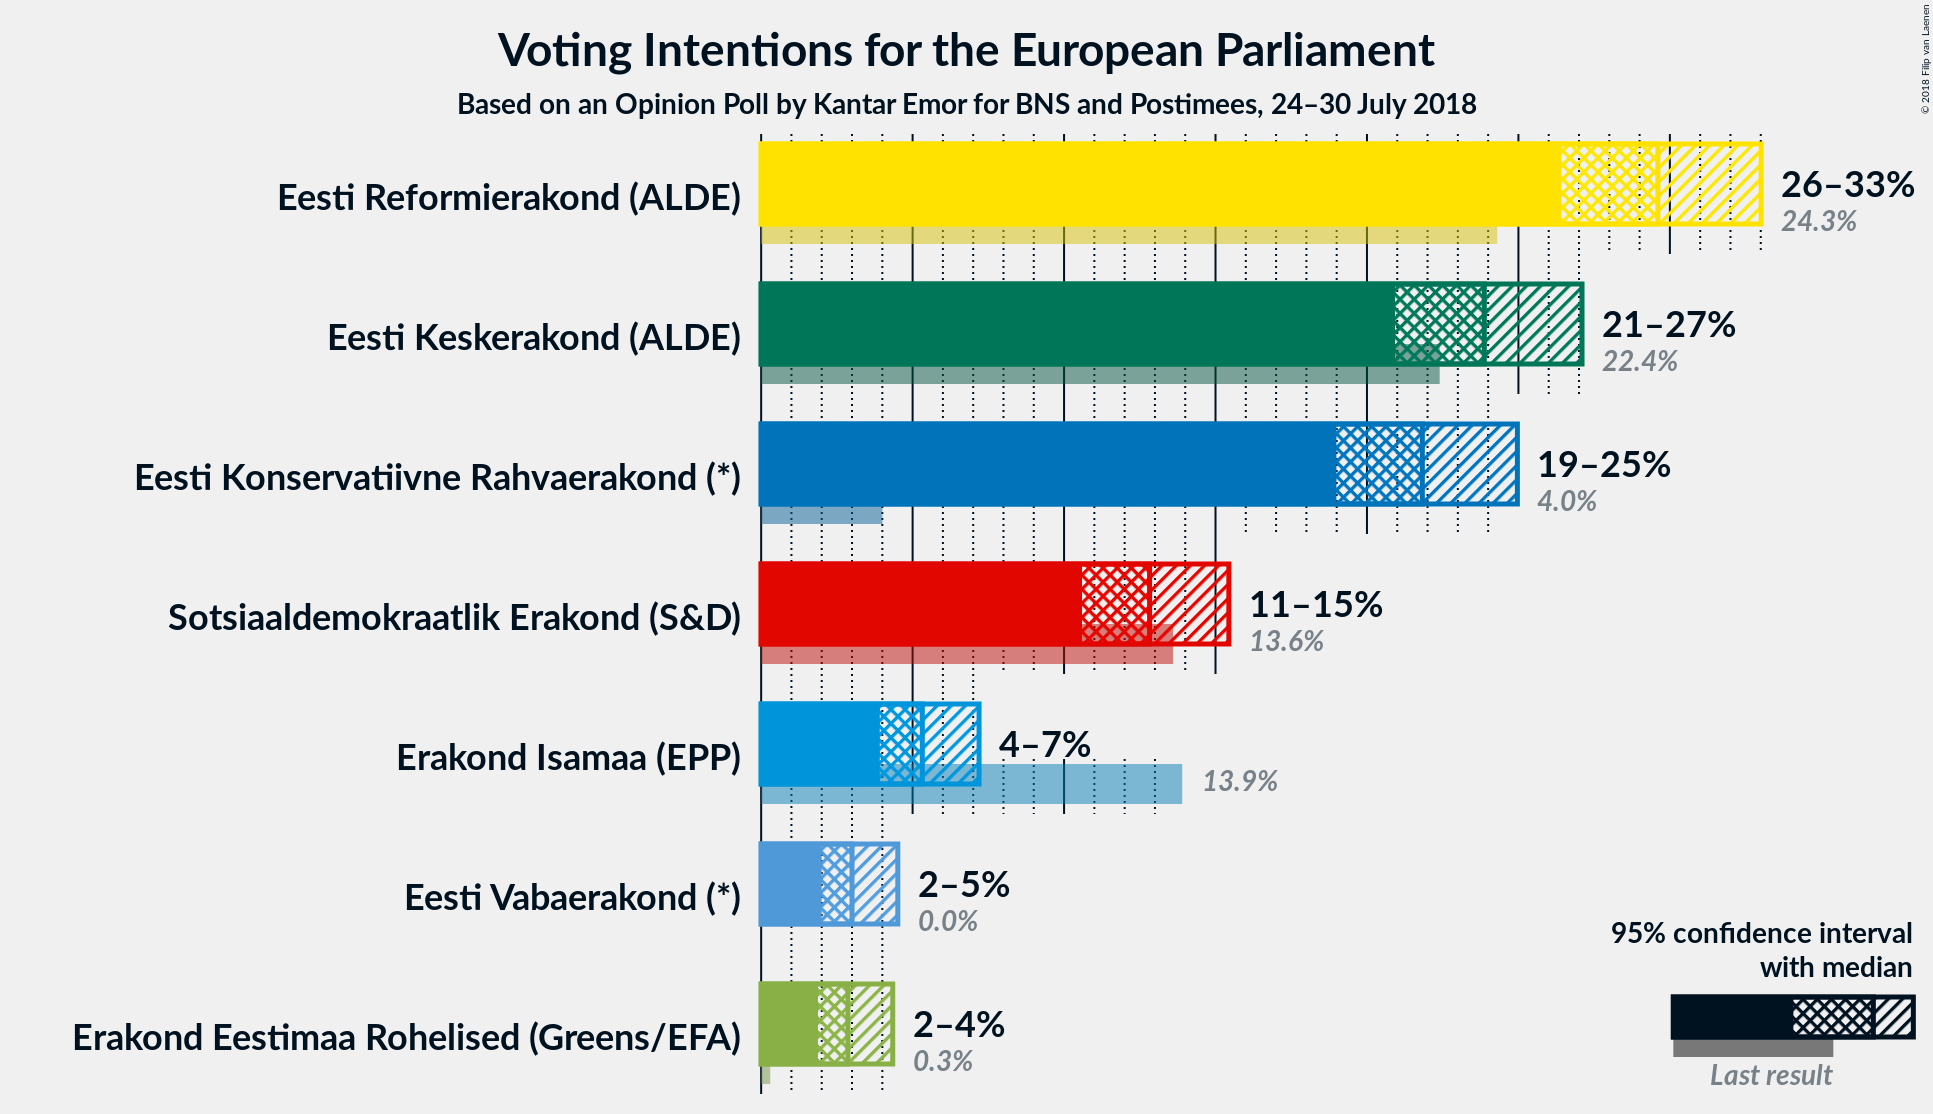 Voting Intentions for the European Parliament
Based on an Opinion Poll by Kantar Emor for BNS and Postimees, 24–30 July 2018
© 2018 Filip van Laenen
Eesti Reformierakond (ALDE)
26–33%
24.3%
Eesti Keskerakond (ALDE)
21–27%
22.4%
Eesti Konservatiivne Rahvaerakond (*)
19–25%
4.0%
Sotsiaaldemokraatlik Erakond (S&D)
11–15%
13.6%
Erakond Isamaa (EPP)
4–7%
13.9%
Eesti Vabaerakond (*)
2–5%
0.0%
Erakond Eestimaa Rohelised (Greens/EFA)
2–4%
0.3%
95% confidence interval
with median
Last result